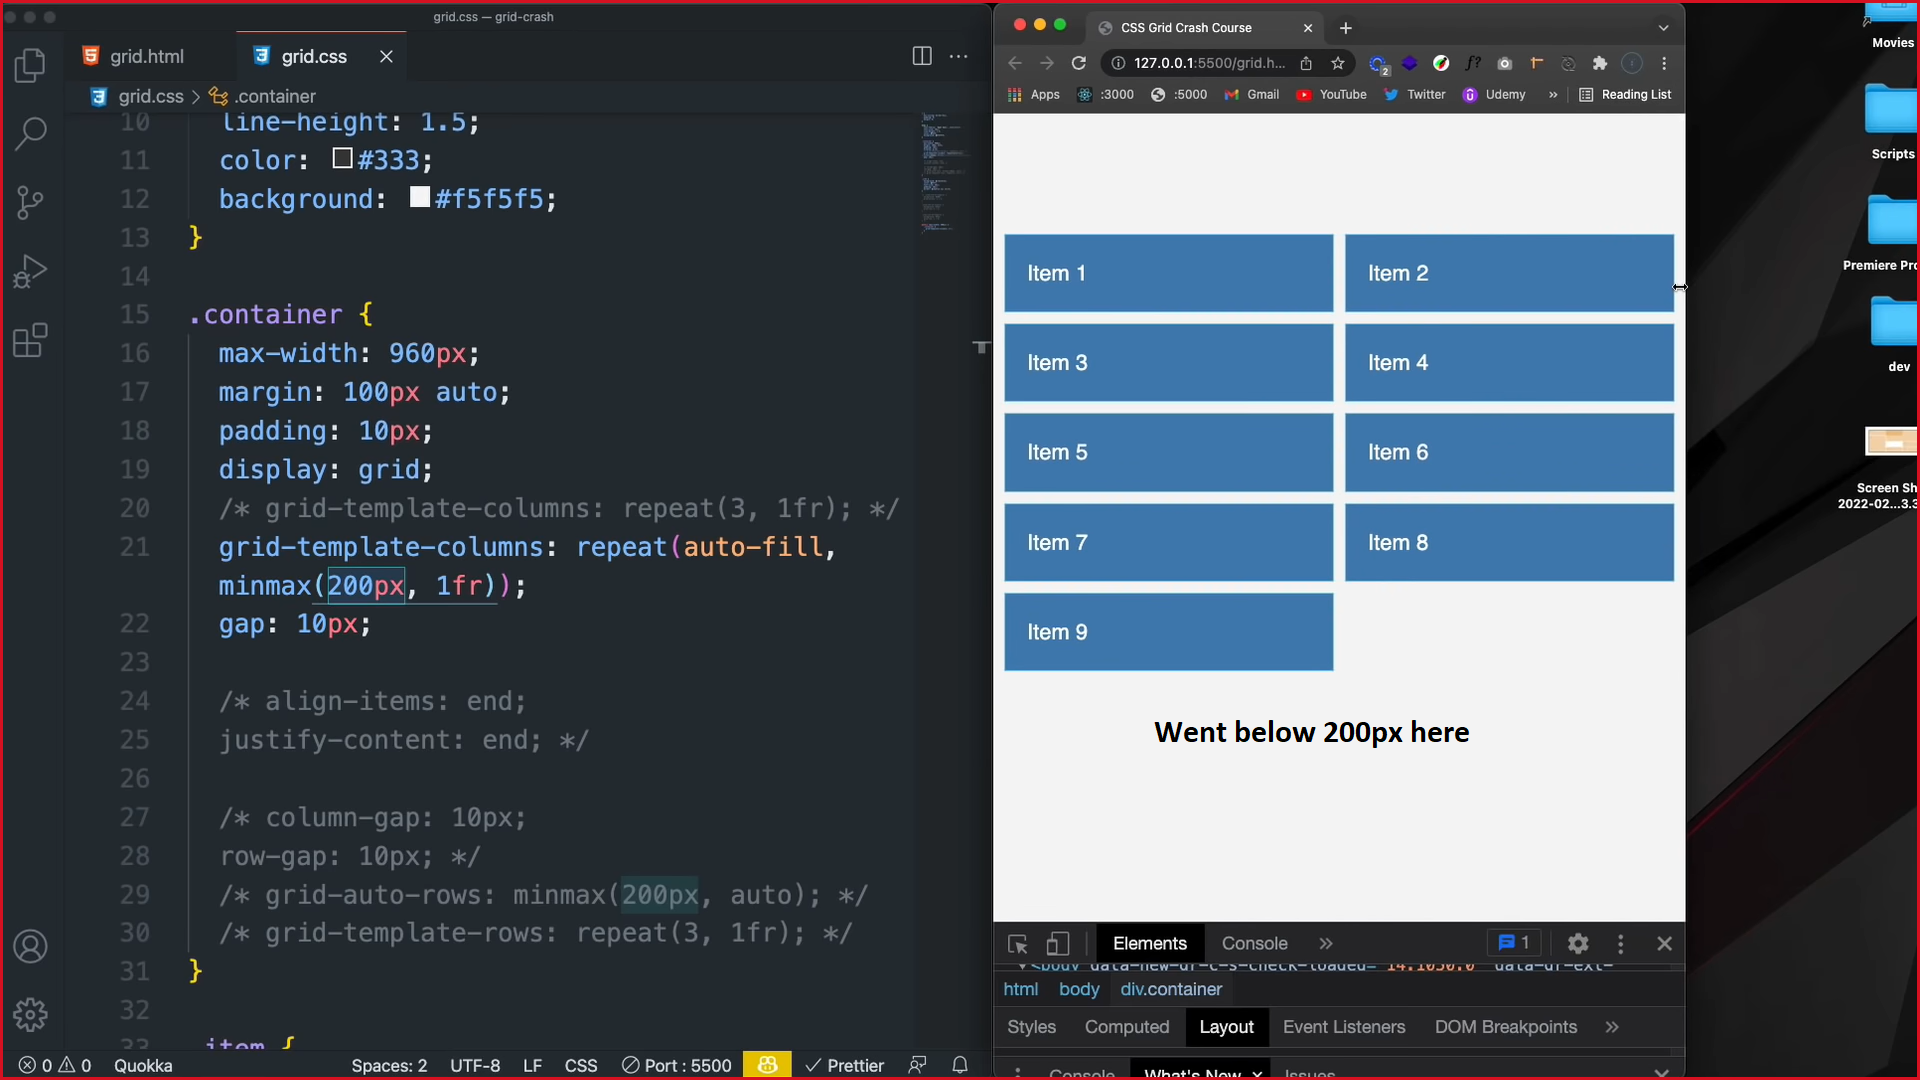 grid.css — grid-crash
grid.html
grid.css
grid.css > .container
10 line-height: 1.5;
11 color: #333;
12 background: #f5f5f5;
13 }
14
15 .container {
16 max-width: 960px;
17 margin: 100px auto;
18 padding: 10px;
19 display: grid;
20 /* grid-template-columns: repeat(3, 1fr); */
21 grid-template-columns: repeat(auto-fill,
minmax(200px, 1fr));
22 gap: 10px;
23
24 /* align-items: end;
25 justify-content: end; */
26
27 /* column-gap: 10px;
28 row-gap: 10px; */
29 /* grid-auto-rows: minmax(200px, auto); */
30 /* grid-template-rows: repeat(3, 1fr); */
31 }
32
33 .item {
0 0 Quokka Spaces: 2 UTF-8 LF CSS Port : 5500 Prettier
CSS Grid Crash Course
127.0.0.1:5500/grid.h...
2
f?
Apps :3000 :5000 Gmail YouTube Twitter Udemy » Reading List
Item 1
Item 2
Item 3
Item 4
Item 5
Item 6
Item 7
Item 8
Item 9
Went below 200px here
Elements Console » 1
html body div.container
Styles Computed Layout Event Listeners DOM Breakpoints »
Console What's New Issues
Movies
Scripts
Premiere Pro
dev
Screen Sh
2022-02...3.3